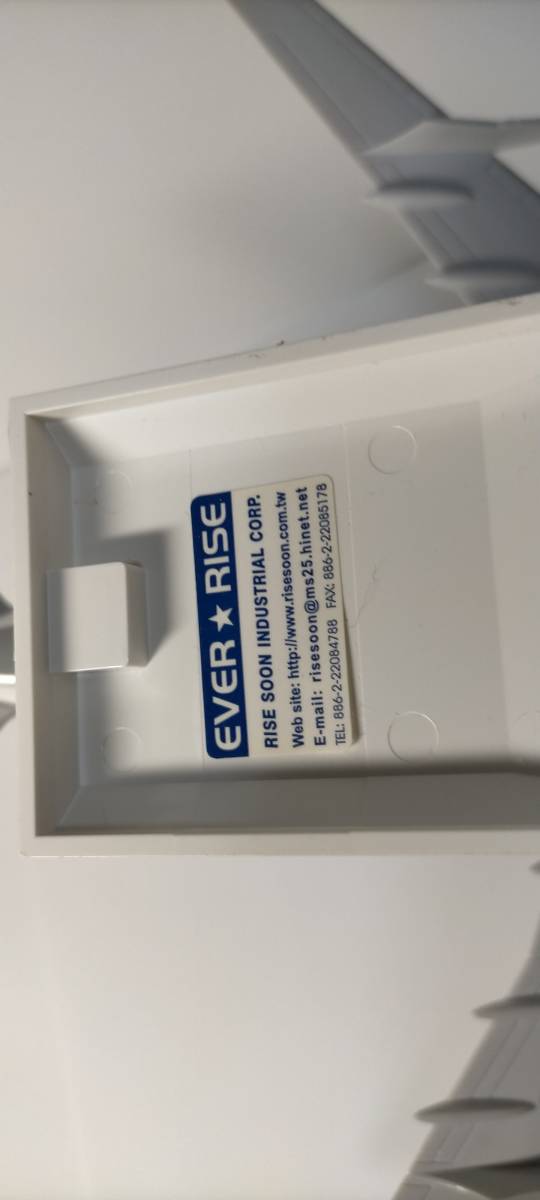 EVER★RISE
RISE SOON INDUSTRIAL CORP.
Web site: http://www.risesoon.com.tw
E-mail: risesoon@ms25.hinet.net
TEL: 886-2-22084788 FAX: 886-2-22085178